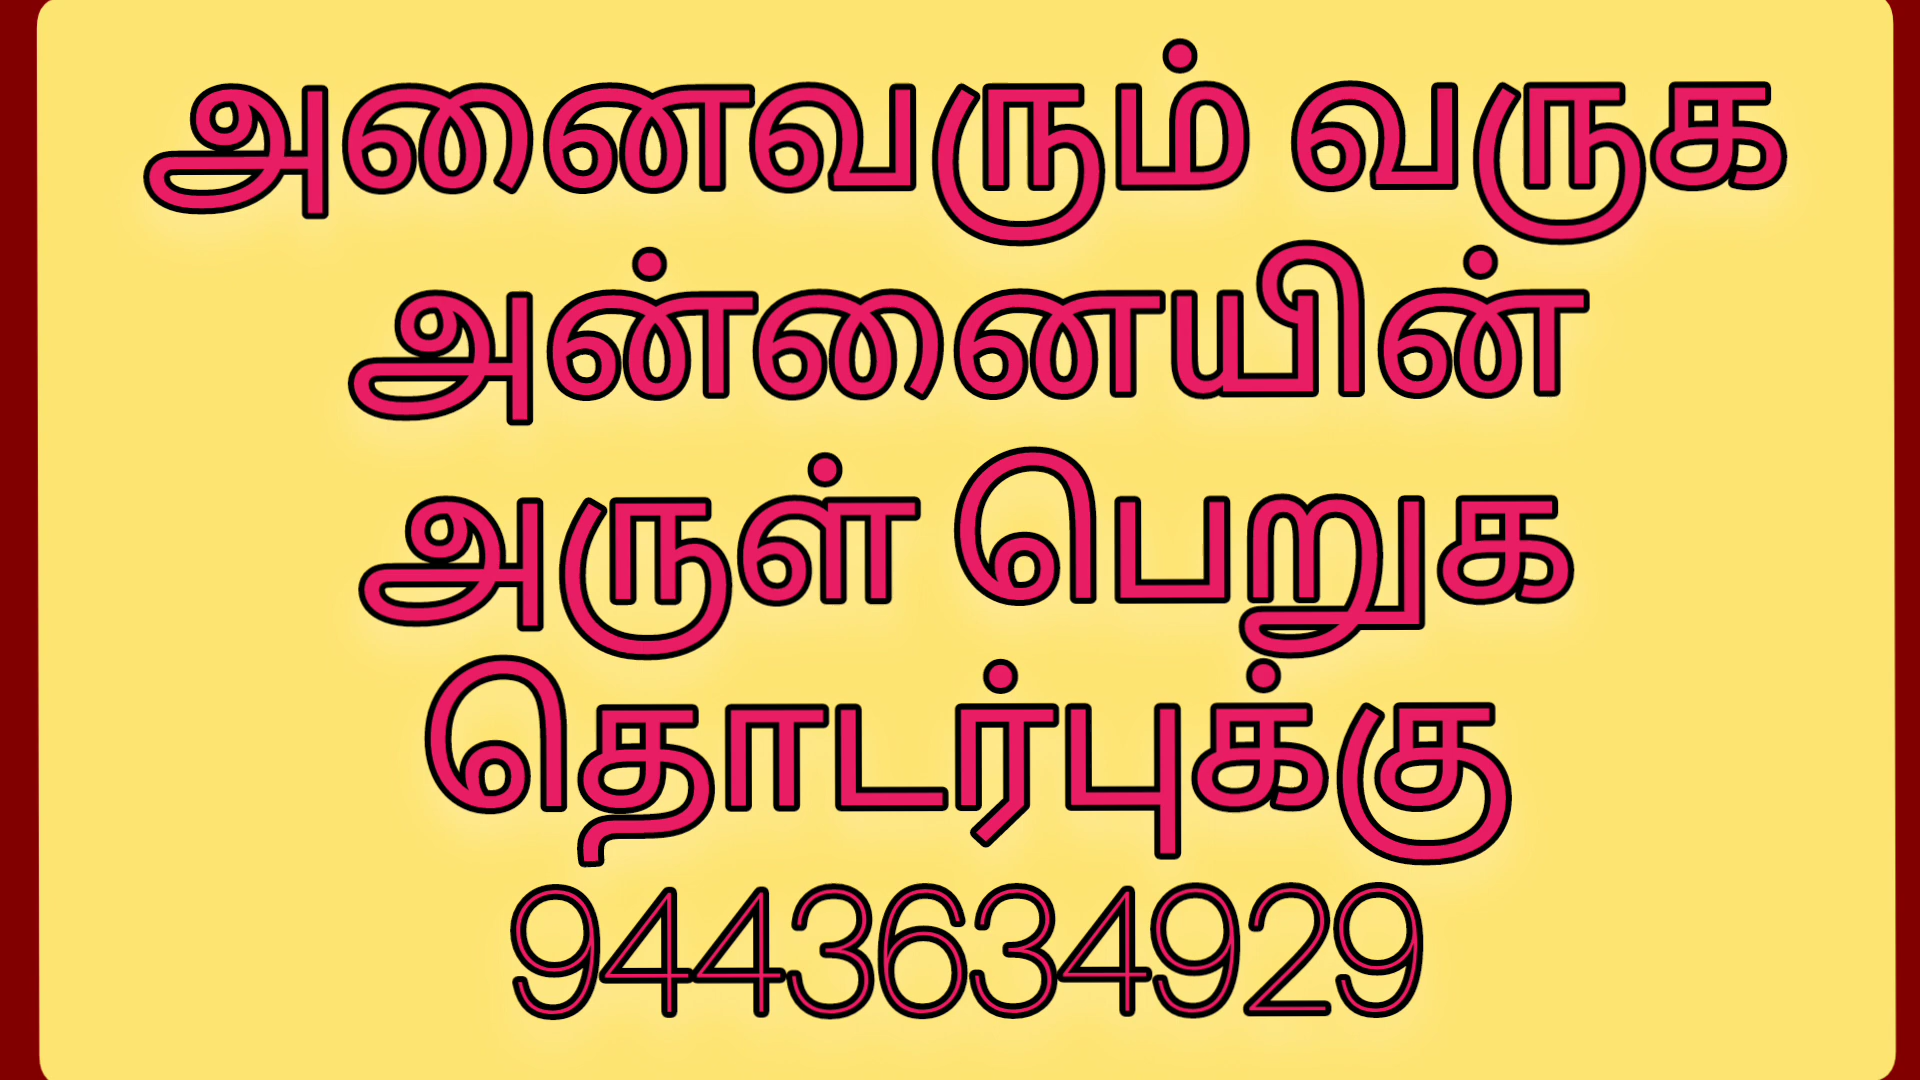 அனைவரும் வருக
அன்னையின்
அருள் பெறுக
தொடர்புக்கு
9443634929